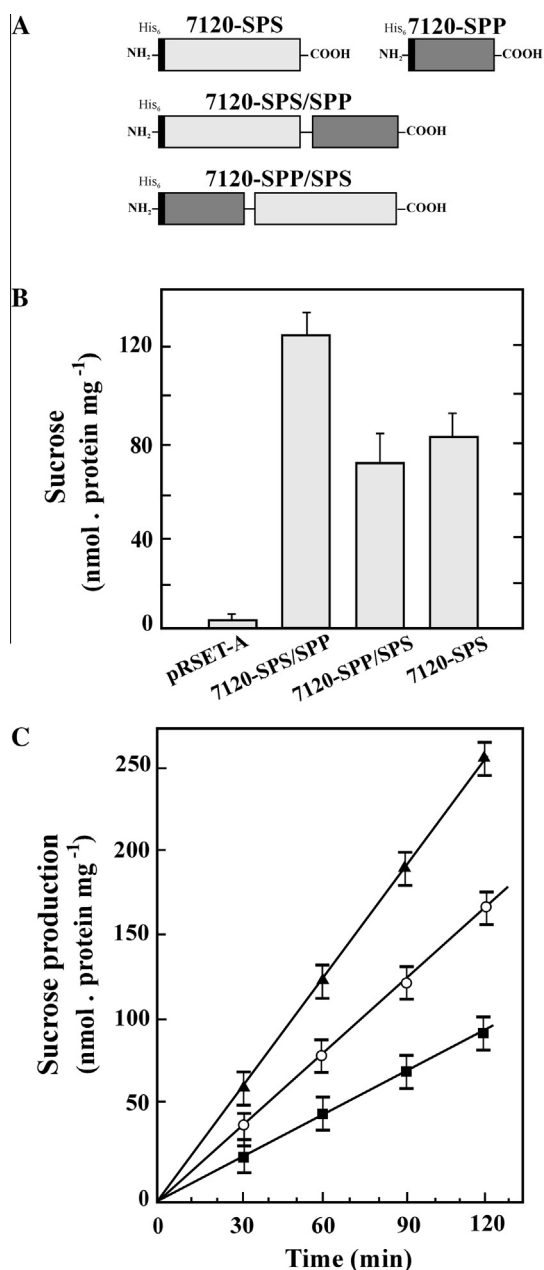 A
His6 7120-SPS
NH2 COOH
His6 7120-SPP
NH2 COOH
His6 7120-SPS/SPP
NH2 COOH
His6 7120-SPP/SPS
NH2 COOH
B
Sucrose
(nmol . protein mg -1)
120
80
40
0
pRSET-A
7120-SPS/SPP
7120-SPP/SPS
7120-SPS
C
Sucrose production
(nmol . protein mg -1)
250
200
150
100
50
0
0 30 60 90 120
Time (min)